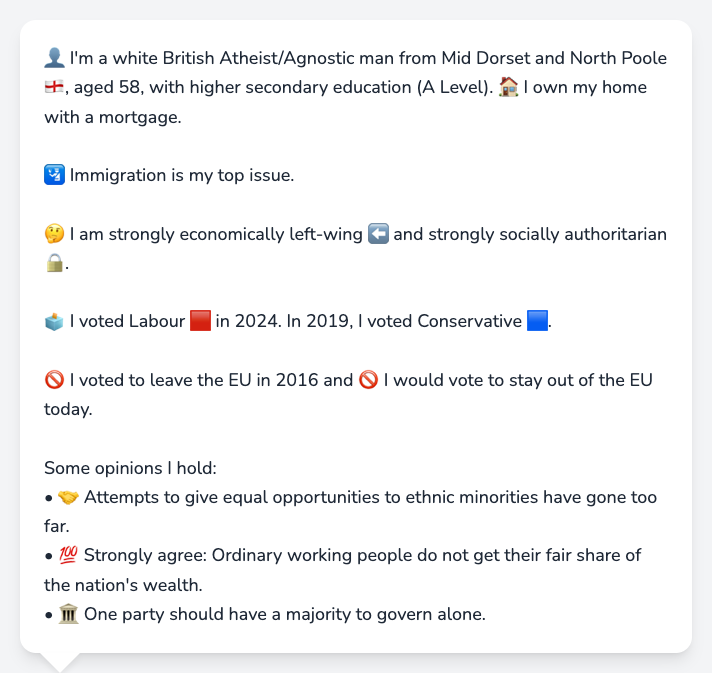 👤 I'm a white British Atheist/Agnostic man from Mid Dorset and North Poole
🏴󠁧󠁢󠁥󠁮󠁧󠁿, aged 58, with higher secondary education (A Level). 🏠 I own my home
with a mortgage.
🛂 Immigration is my top issue.
🤔 I am strongly economically left-wing ⬅️ and strongly socially authoritarian
🔒.
🗳️ I voted Labour 🟥 in 2024. In 2019, I voted Conservative 🟦.
🚫 I voted to leave the EU in 2016 and 🚫 I would vote to stay out of the EU
today.
Some opinions I hold:
• 🤝 Attempts to give equal opportunities to ethnic minorities have gone too
far.
• 💯 Strongly agree: Ordinary working people do not get their fair share of
the nation's wealth.
• 🏛️ One party should have a majority to govern alone.